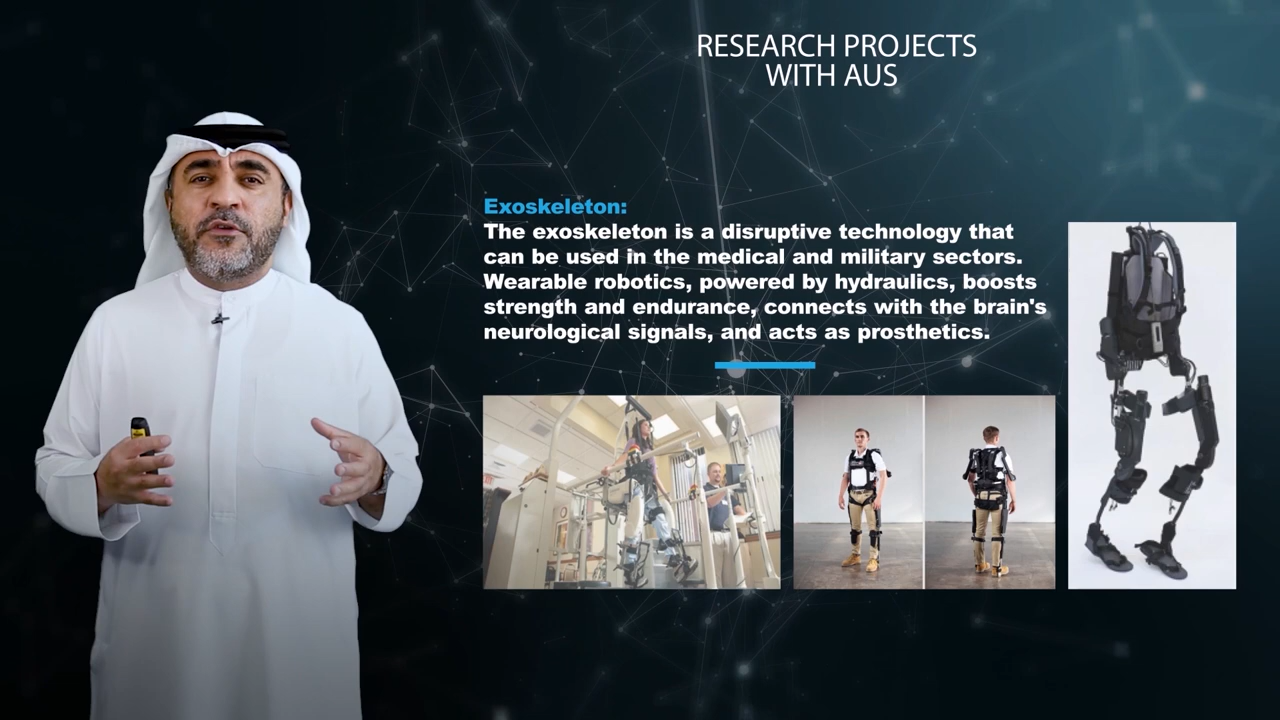 RESEARCH PROJECTS
WITH AUS
Exoskeleton:
The exoskeleton is a disruptive technology that
can be used in the medical and military sectors.
Wearable robotics, powered by hydraulics, boosts
strength and endurance, connects with the brain's
neurological signals, and acts as prosthetics.